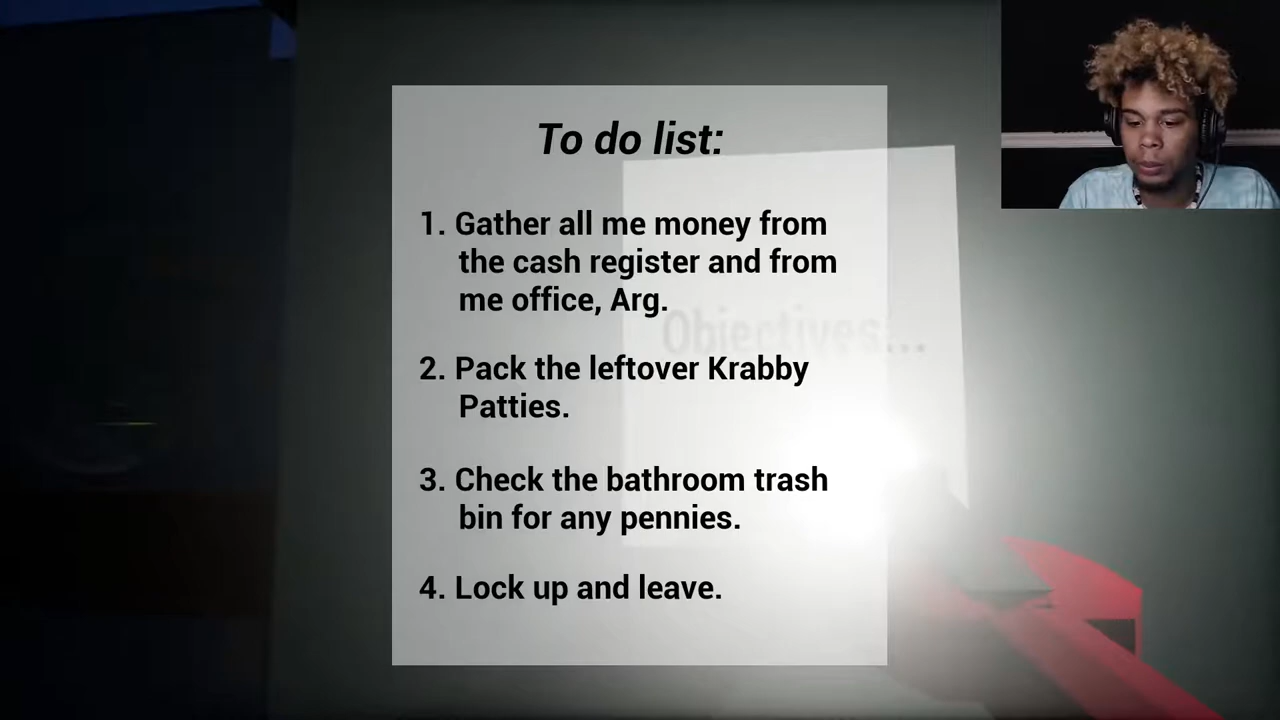 To do list:
1. Gather all me money from
the cash register and from
me office, Arg.
Objectives...
2. Pack the leftover Krabby
Patties.
3. Check the bathroom trash
bin for any pennies.
4. Lock up and leave.